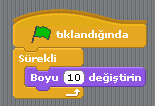 tıklandığında
Sürekli
Boyu 10 değiştirin